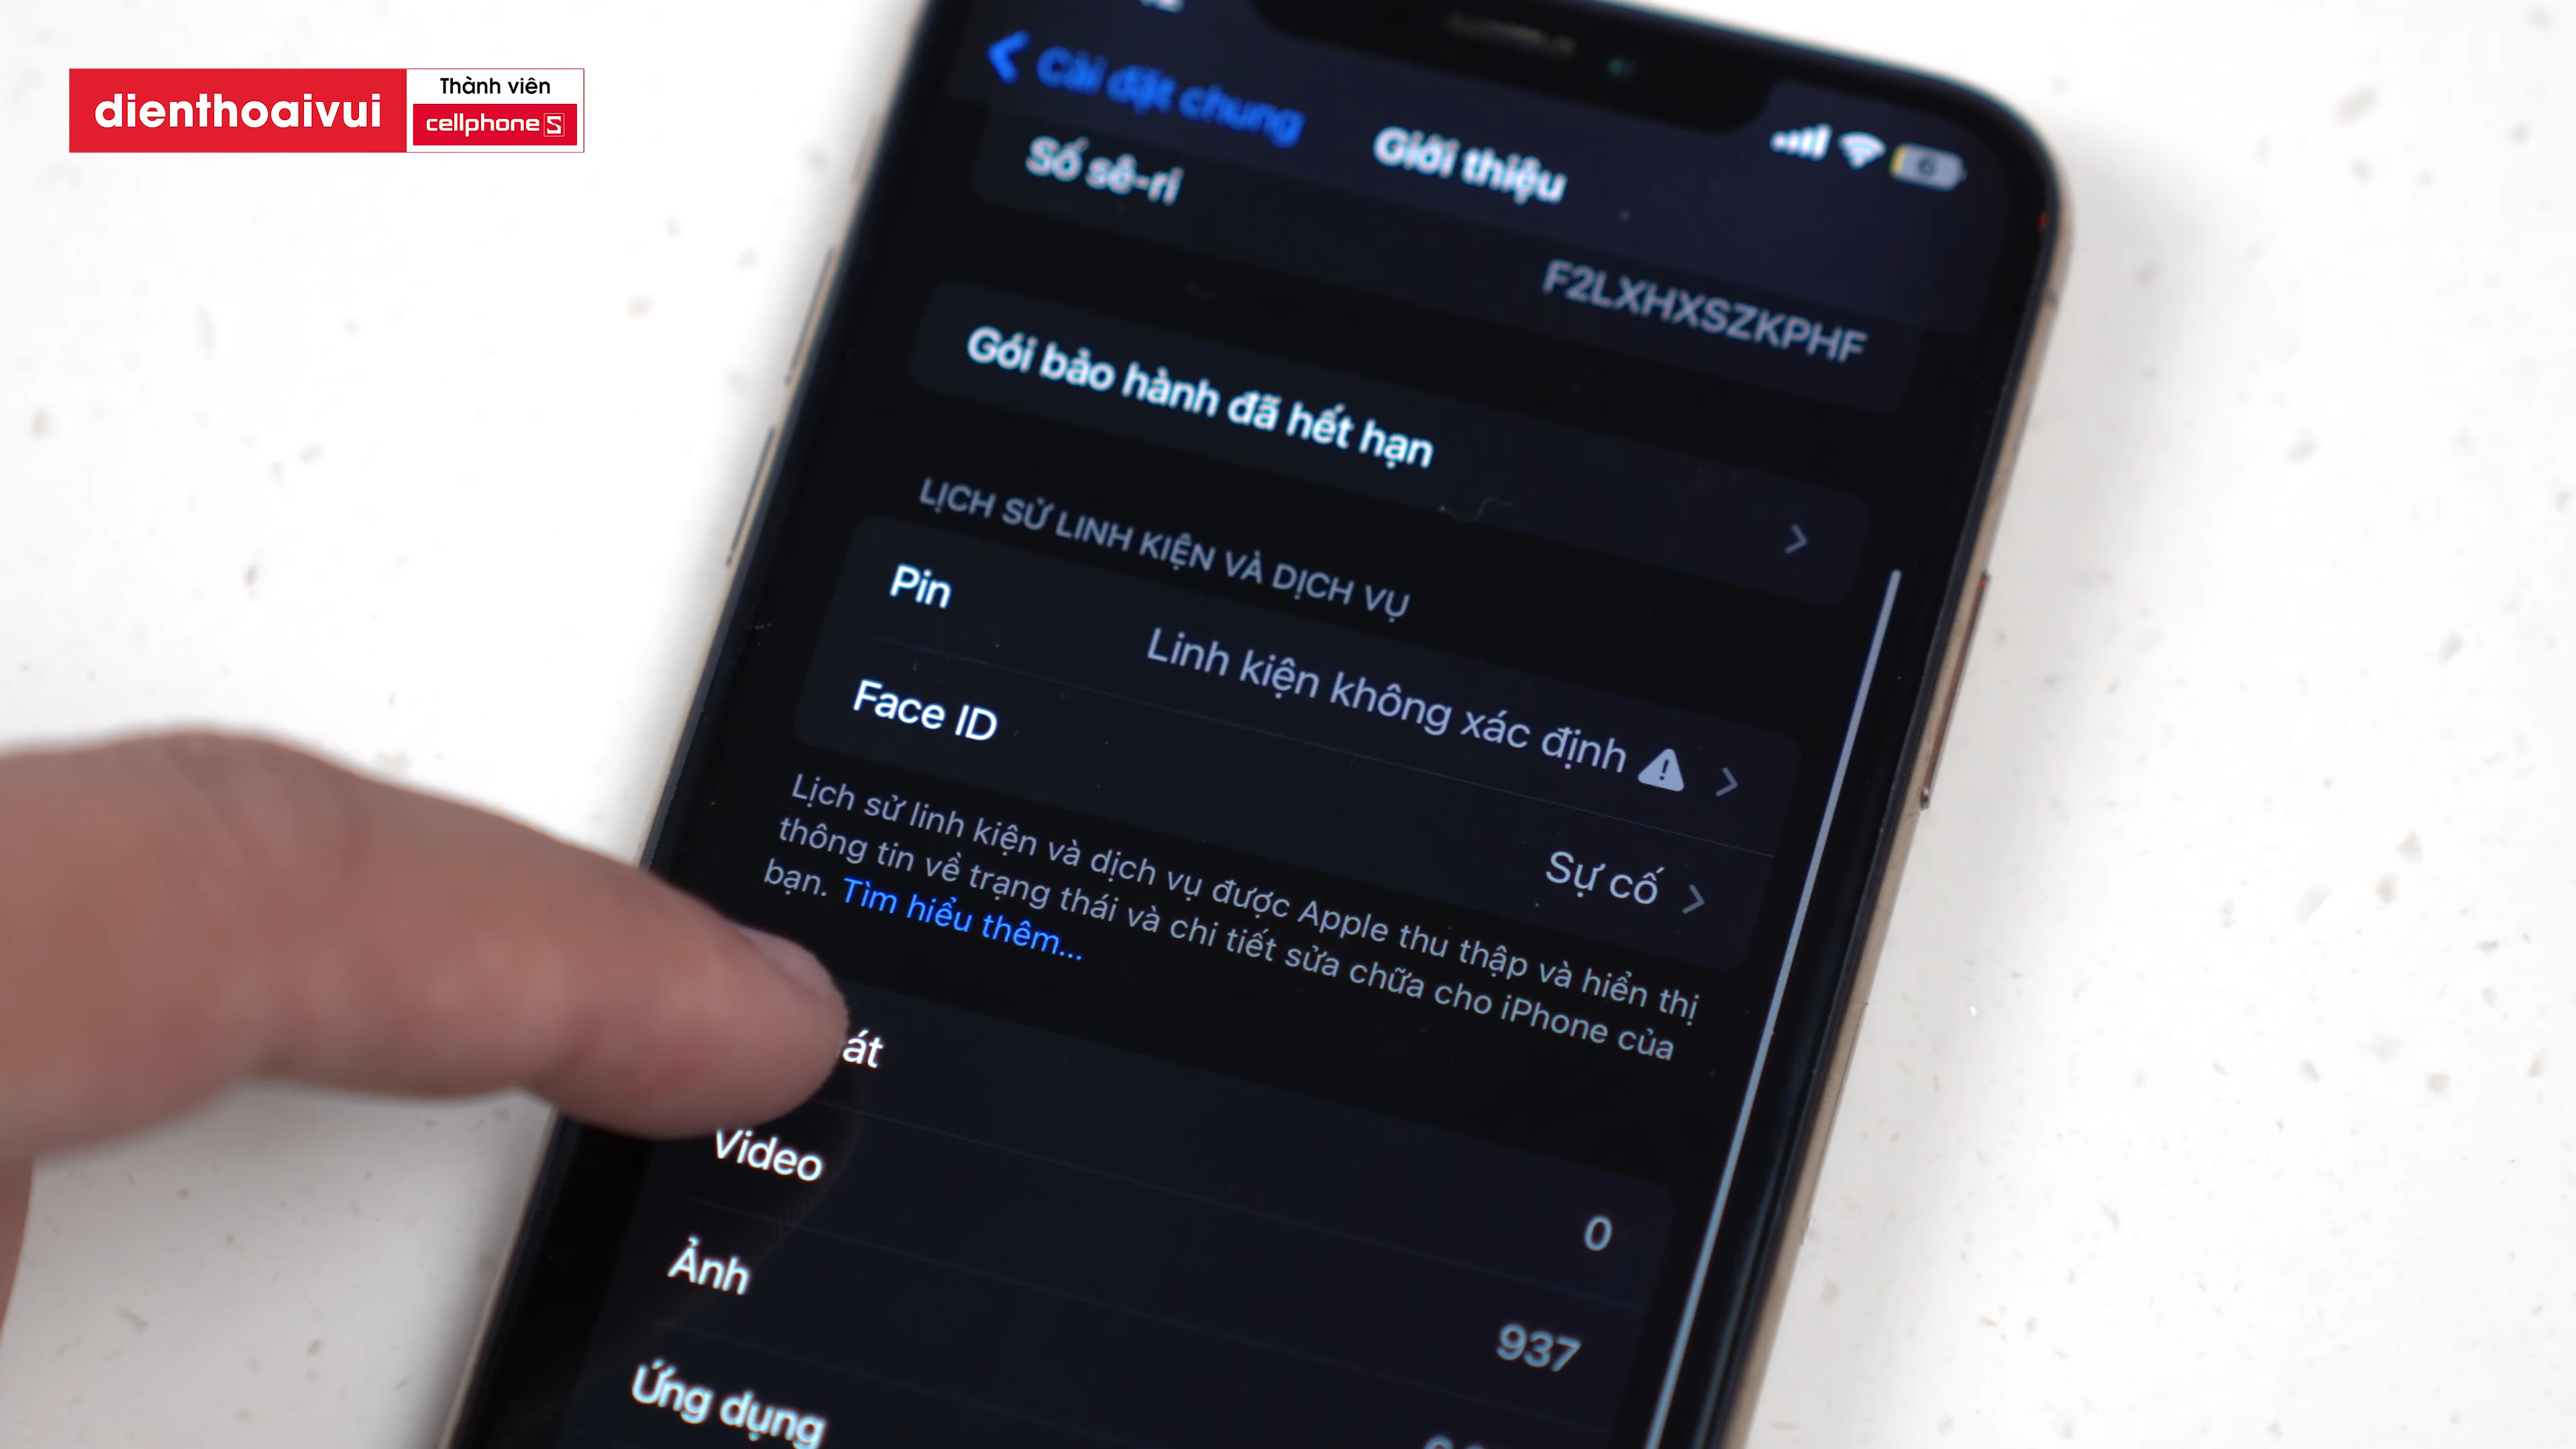 dienthoaivui
Thành viên
cellphoneS
Cài đặt chung
Giới thiệu
6
Số sê-ri
F2LXHXSZKPHF
Gói bảo hành đã hết hạn
LỊCH SỬ LINH KIỆN VÀ DỊCH VỤ
Pin
Linh kiện không xác định
Face ID
Sự cố
Lịch sử linh kiện và dịch vụ được Apple thu thập và hiển thị
thông tin về trạng thái và chi tiết sửa chữa cho iPhone của
bạn. Tìm hiểu thêm...
át
0
Video
937
Ảnh
Ứng dụng